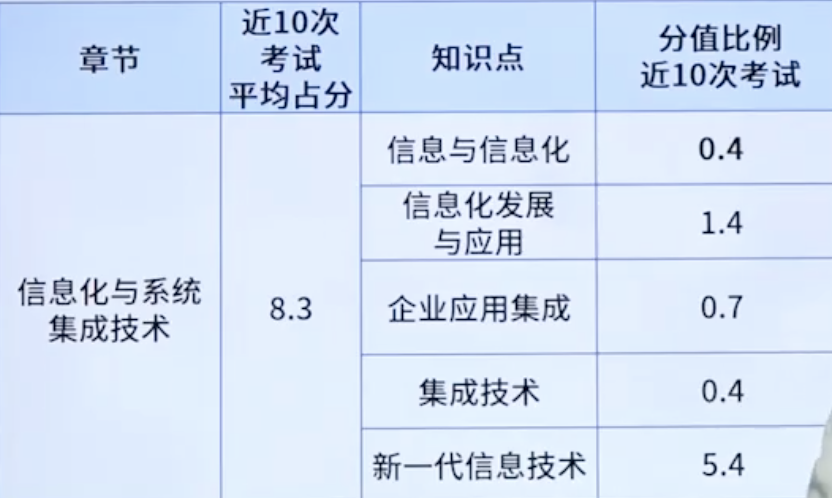 章节
近10次
考试
平均占分
知识点
分值比例
近10次考试
信息化与系统
集成技术
8.3
信息与信息化
0.4
信息化发展
与应用
1.4
企业应用集成
0.7
集成技术
0.4
新一代信息技术
5.4